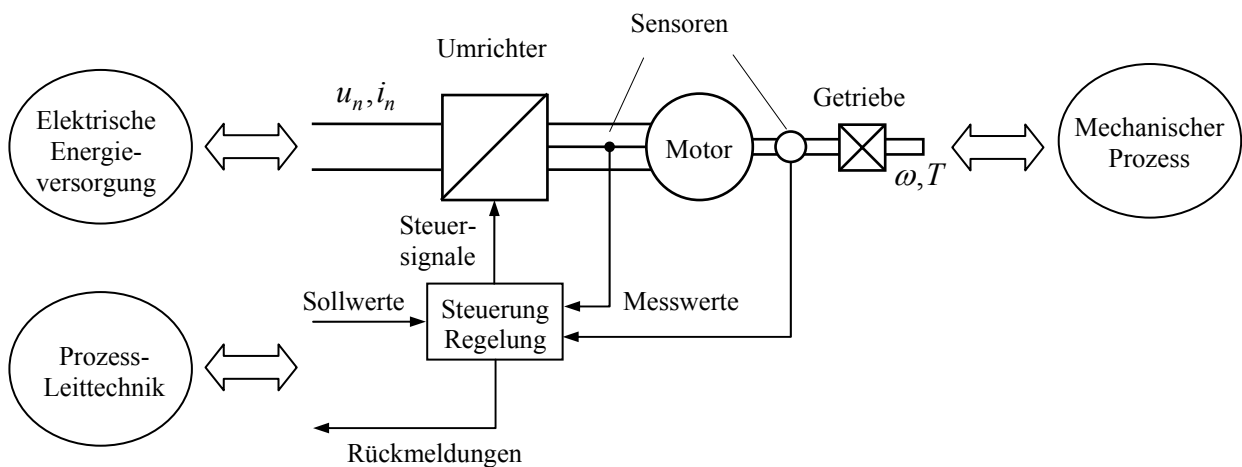 Sensoren
Umrichter
u_n, i_n
Getriebe
Elektrische
Energie-
versorgung
Motor
Mechanischer
Prozess
ω, T
Steuer-
signale
Sollwerte
Steuerung
Regelung
Messwerte
Prozess-
Leittechnik
Rückmeldungen